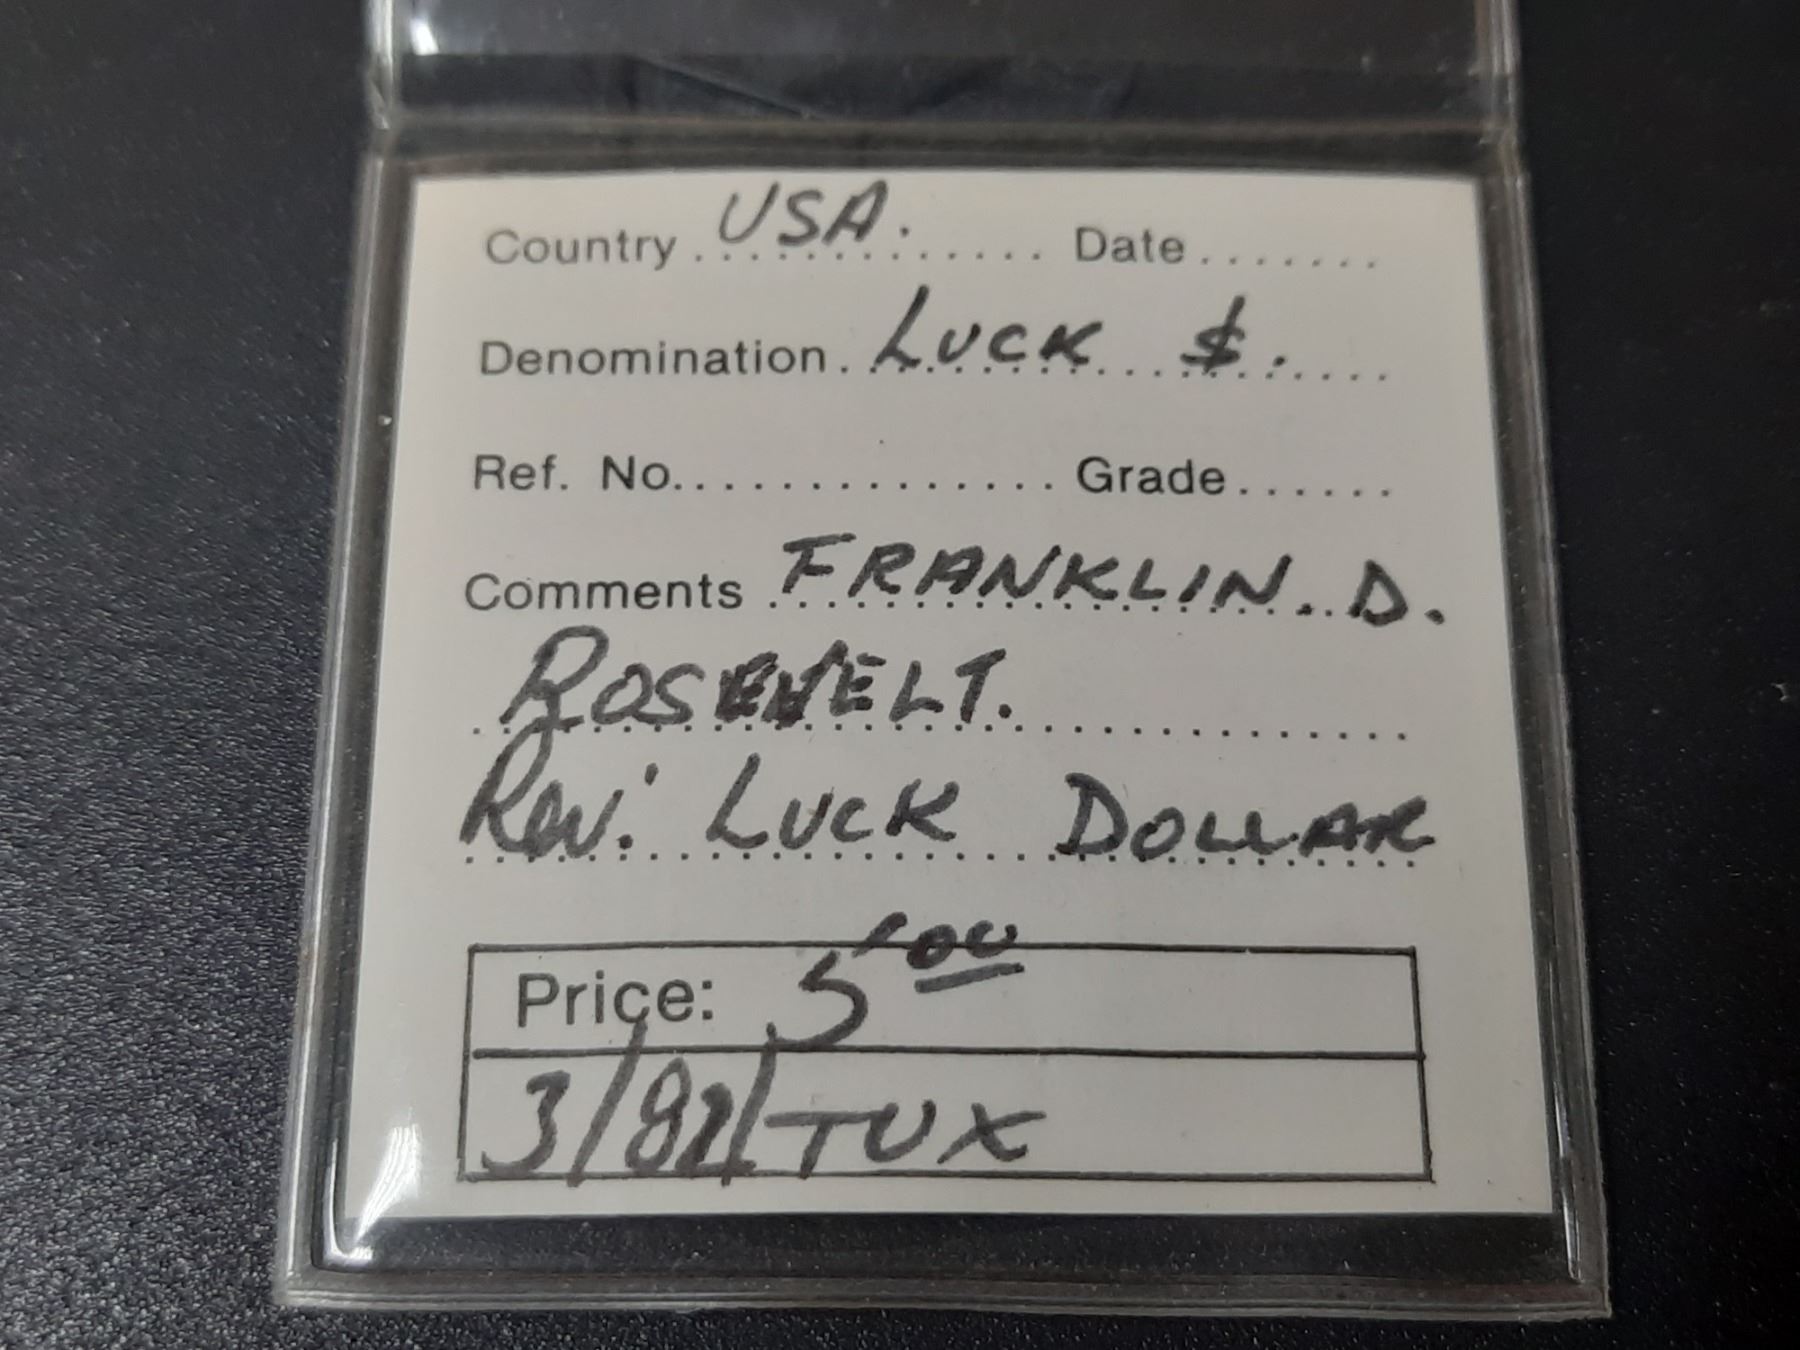 Country USA. Date
Denomination LUCK $.
Ref. No. Grade
Comments FRANKLIN. D.
ROSEVELT.
Rev: LUCK DOLLAR
Price: 5.00
3/82/TUX